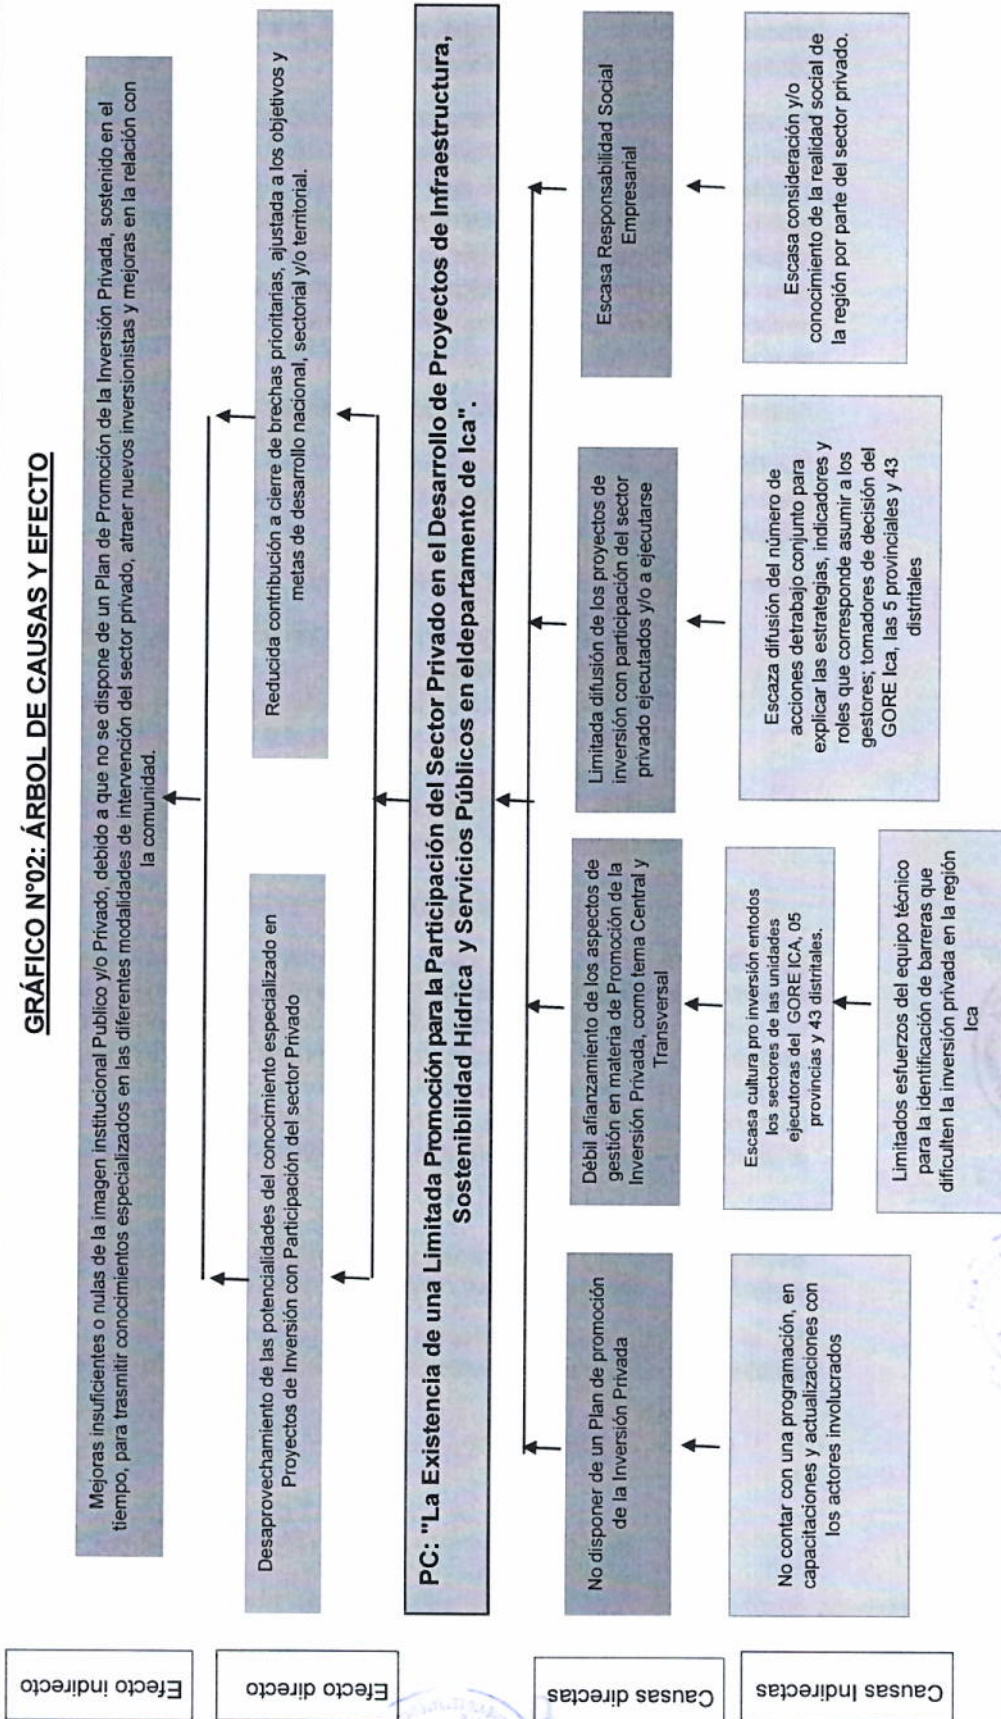 GRÁFICO N°02: ÁRBOL DE CAUSAS Y EFECTO
Efecto indirecto
Mejoras insuficientes o nulas de la imagen institucional Publico y/o Privado, debido a que no se dispone de un Plan de Promoción de la Inversión Privada, sostenido en el
tiempo, para trasmitir conocimientos especializados en las diferentes modalidades de intervención del sector privado, atraer nuevos inversionistas y mejoras en la relación con
la comunidad.
Efecto directo
Desaprovechamiento de las potencialidades del conocimiento especializado en
Proyectos de Inversión con Participación del sector Privado
Reducida contribución a cierre de brechas prioritarias, ajustada a los objetivos y
metas de desarrollo nacional, sectorial y/o territorial.
PC: "La Existencia de una Limitada Promoción para la Participación del Sector Privado en el Desarrollo de Proyectos de Infraestructura,
Sostenibilidad Hídrica y Servicios Públicos en eldepartamento de Ica".
Causas directas
No disponer de un Plan de promoción
de la Inversión Privada
Débil afianzamiento de los aspectos de
gestión en materia de Promoción de la
Inversión Privada, como tema Central y
Transversal
Limitada difusión de los proyectos de
inversión con participación del sector
privado ejecutados y/o a ejecutarse
Escasa Responsabilidad Social
Empresarial
Causas Indirectas
No contar con una programación, en
capacitaciones y actualizaciones con
los actores involucrados
Escasa cultura pro inversión entodos
los sectores de las unidades
ejecutoras del GORE ICA, 05
provincias y 43 distritales.
Limitados esfuerzos del equipo técnico
para la identificación de barreras que
dificulten la inversión privada en la región
Ica
Escaza difusión del número de
acciones detrabajo conjunto para
explicar las estrategias, indicadores y
roles que corresponde asumir a los
gestores; tomadores de decisión del
GORE Ica, las 5 provinciales y 43
distritales
Escasa consideración y/o
conocimiento de la realidad social de
la región por parte del sector privado.